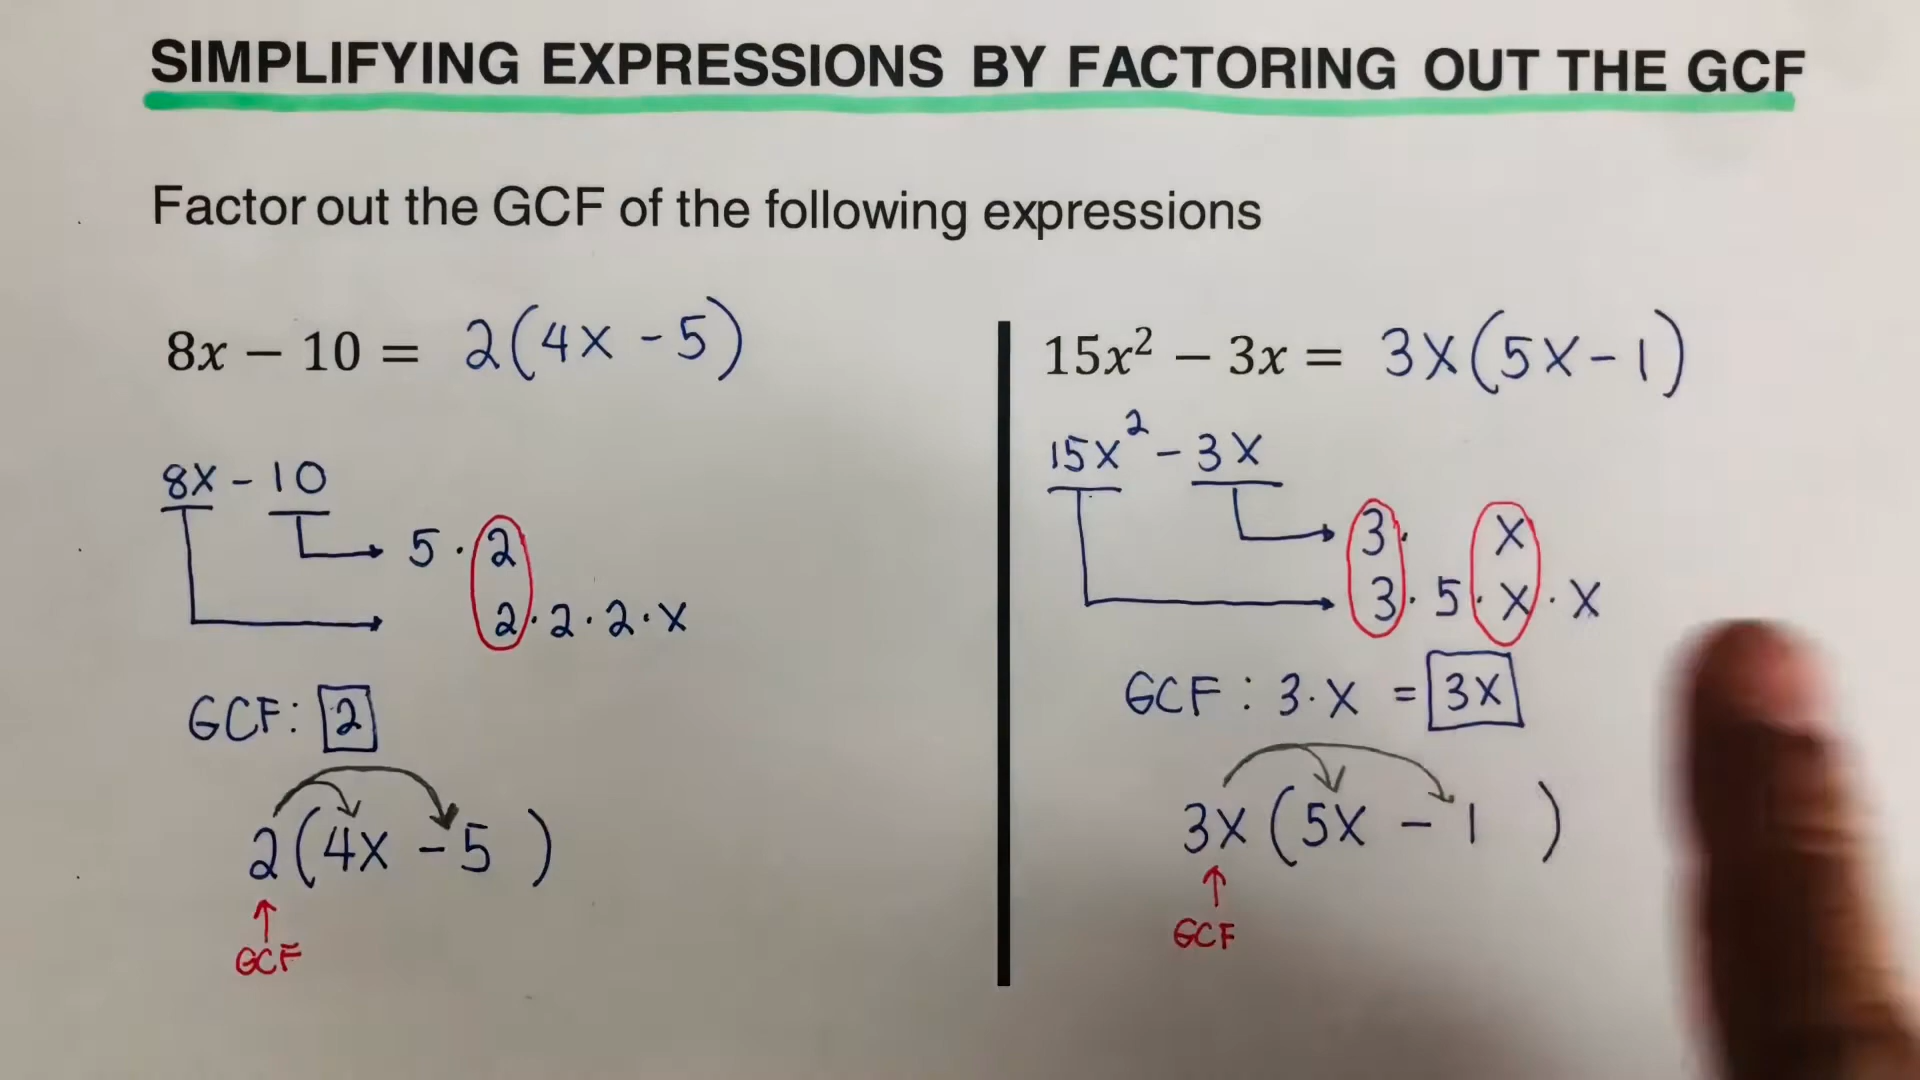 SIMPLIFYING EXPRESSIONS BY FACTORING OUT THE GCF
Factor out the GCF of the following expressions
8x − 10 = 2(4x - 5)
8x - 10
5 · 2
2 · 2 · 2 · x
GCF: 2
2(4x - 5 )
GCF
15x² − 3x = 3x(5x - 1)
15x² - 3x
3 · x
3 · 5 · x · x
GCF : 3 · x = 3x
3x(5x - 1 )
GCF